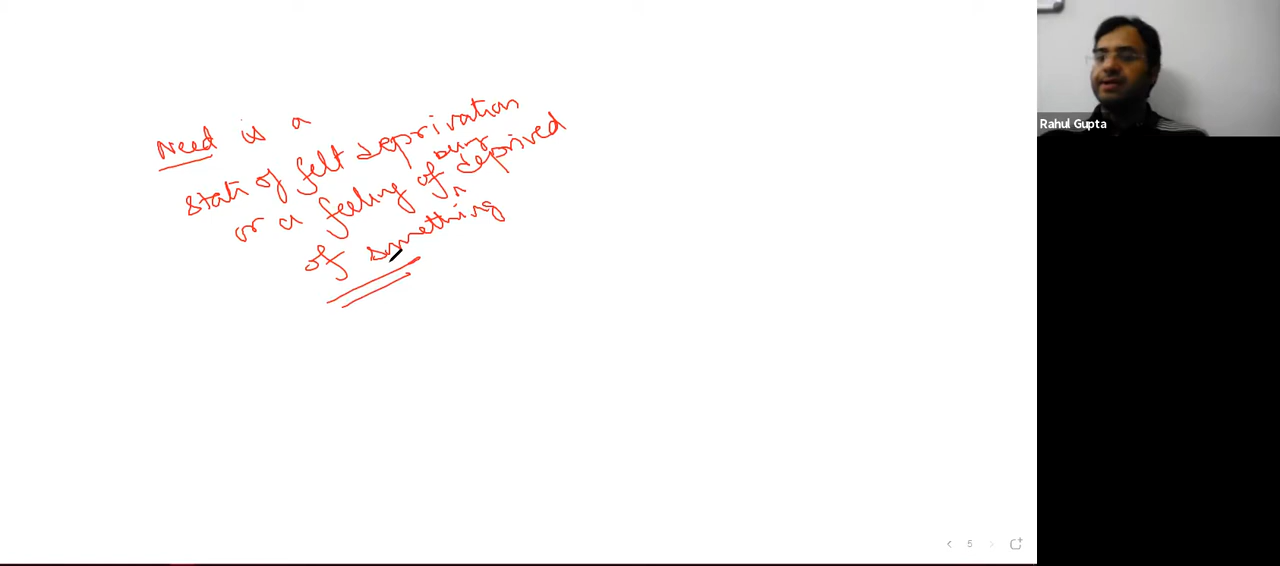 Need is a
state of felt deprivation
or a feeling of being deprived
of something
Rahul Gupta
5